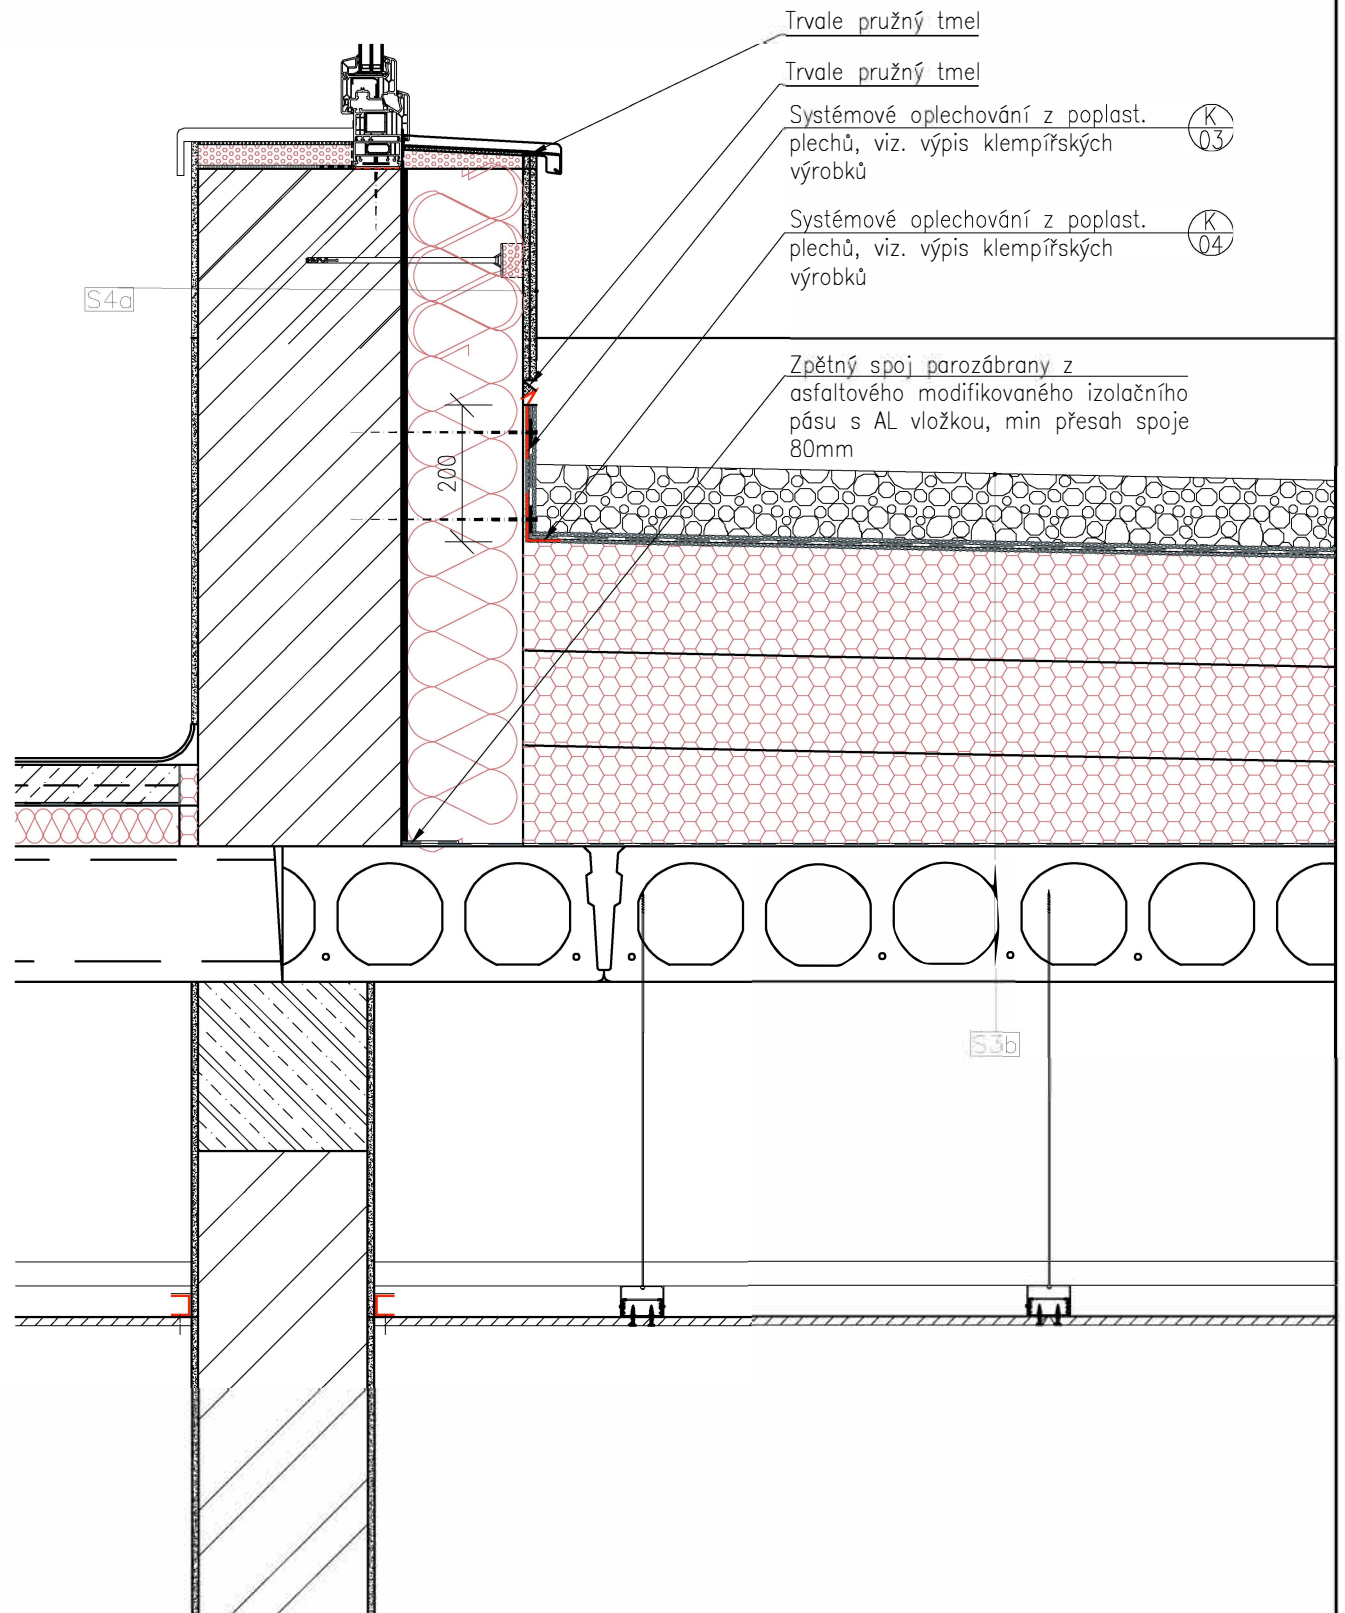 Trvale pružný tmel
Trvale pružný tmel
Systémové oplechování z poplast.
plechů, viz. výpis klempířských
výrobků
K
03
Systémové oplechování z poplast.
plechů, viz. výpis klempířských
výrobků
K
04
S4a
Zpětný spoj parozábrany z
asfaltového modifikovaného izolačního
pásu s AL vložkou, min přesah spoje
80mm
200
S3b